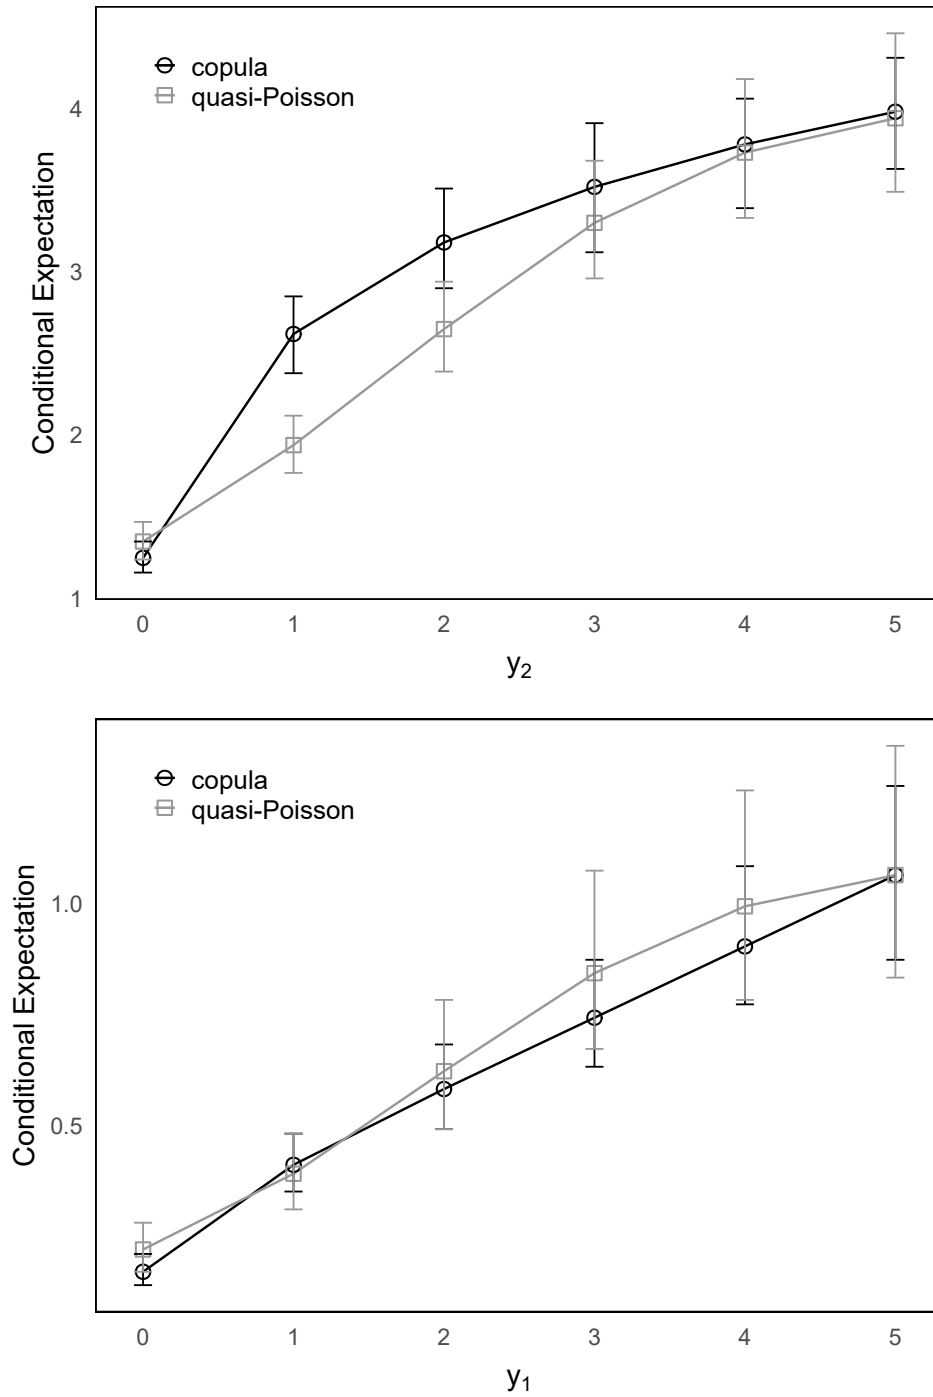 copula
quasi-Poisson
Conditional Expectation
4
3
2
1
0 1 2 3 4 5
y₂
copula
quasi-Poisson
Conditional Expectation
1.0
0.5
0 1 2 3 4 5
y₁